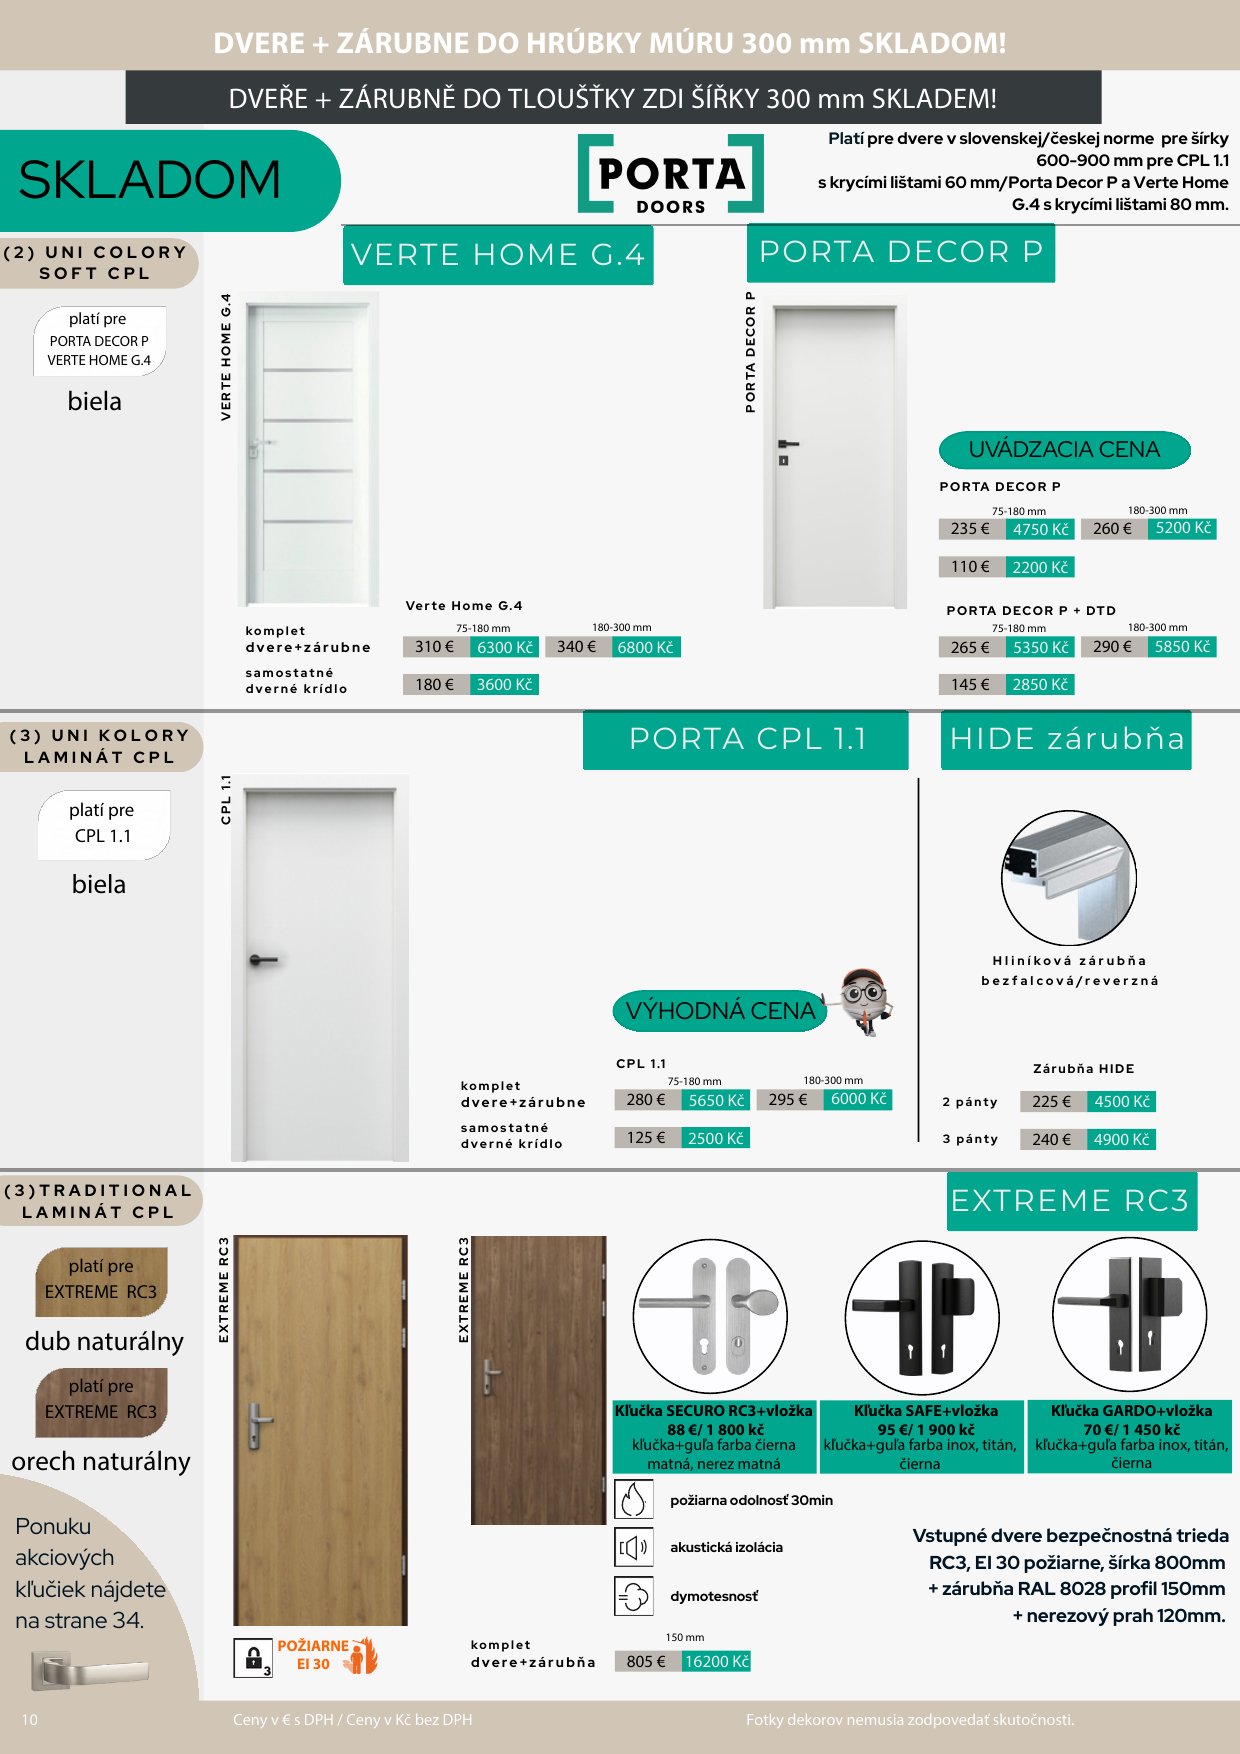 DVERE + ZÁRUBNE DO HRÚBKY MÚRU 300 mm SKLADOM!
DVEŘE + ZÁRUBNĚ DO TLOUŠŤKY ZDI ŠÍŘKY 300 mm SKLADEM!
SKLADOM
PORTA
DOORS
Platí pre dvere v slovenskej/českej norme pre šírky
600-900 mm pre CPL 1.1
s krycími lištami 60 mm/Porta Decor P a Verte Home
G.4 s krycími lištami 80 mm.
(2) UNI COLORY
SOFT CPL
platí pre
PORTA DECOR P
VERTE HOME G.4
biela
VERTE HOME G.4
PORTA DECOR P
VERTE HOME G.4
PORTA DECOR P
UVÁDZACIA CENA
PORTA DECOR P
75-180 mm
180-300 mm
235 € 4750 Kč 260 € 5200 Kč
110 € 2200 Kč
Verte Home G.4
75-180 mm
180-300 mm
komplet
dvere+zárubne
310 € 6300 Kč 340 € 6800 Kč
samostatné
dverné krídlo
180 € 3600 Kč
PORTA DECOR P + DTD
75-180 mm
180-300 mm
265 € 5350 Kč 290 € 5850 Kč
145 € 2850 Kč
(3) UNI KOLORY
LAMINÁT CPL
platí pre
CPL 1.1
biela
PORTA CPL 1.1
HIDE zárubňa
CPL 1.1
Hliníková zárubňa
bezfalcová/reverzná
VÝHODNÁ CENA
CPL 1.1
75-180 mm
180-300 mm
komplet
dvere+zárubne
280 € 5650 Kč 295 € 6000 Kč
samostatné
dverné krídlo
125 € 2500 Kč
Zárubňa HIDE
2 pánty 225 € 4500 Kč
3 pánty 240 € 4900 Kč
(3)TRADITIONAL
LAMINÁT CPL
platí pre
EXTREME RC3
dub naturálny
platí pre
EXTREME RC3
orech naturálny
Ponuku
akciových
kľučiek nájdete
na strane 34.
EXTREME RC3
EXTREME RC3
EXTREME RC3
Kľučka SECURO RC3+vložka
88 €/ 1 800 kč
kľučka+guľa farba čierna
matná, nerez matná
Kľučka SAFE+vložka
95 €/ 1 900 kč
kľučka+guľa farba inox, titán,
čierna
Kľučka GARDO+vložka
70 €/ 1 450 kč
kľučka+guľa farba inox, titán,
čierna
požiarna odolnosť 30min
akustická izolácia
dymotesnosť
Vstupné dvere bezpečnostná trieda
RC3, EI 30 požiarne, šírka 800mm
+ zárubňa RAL 8028 profil 150mm
+ nerezový prah 120mm.
3
POŽIARNE
EI 30
150 mm
komplet
dvere+zárubňa
805 € 16200 Kč
10
Ceny v € s DPH / Ceny v Kč bez DPH
Fotky dekorov nemusia zodpovedať skutočnosti.